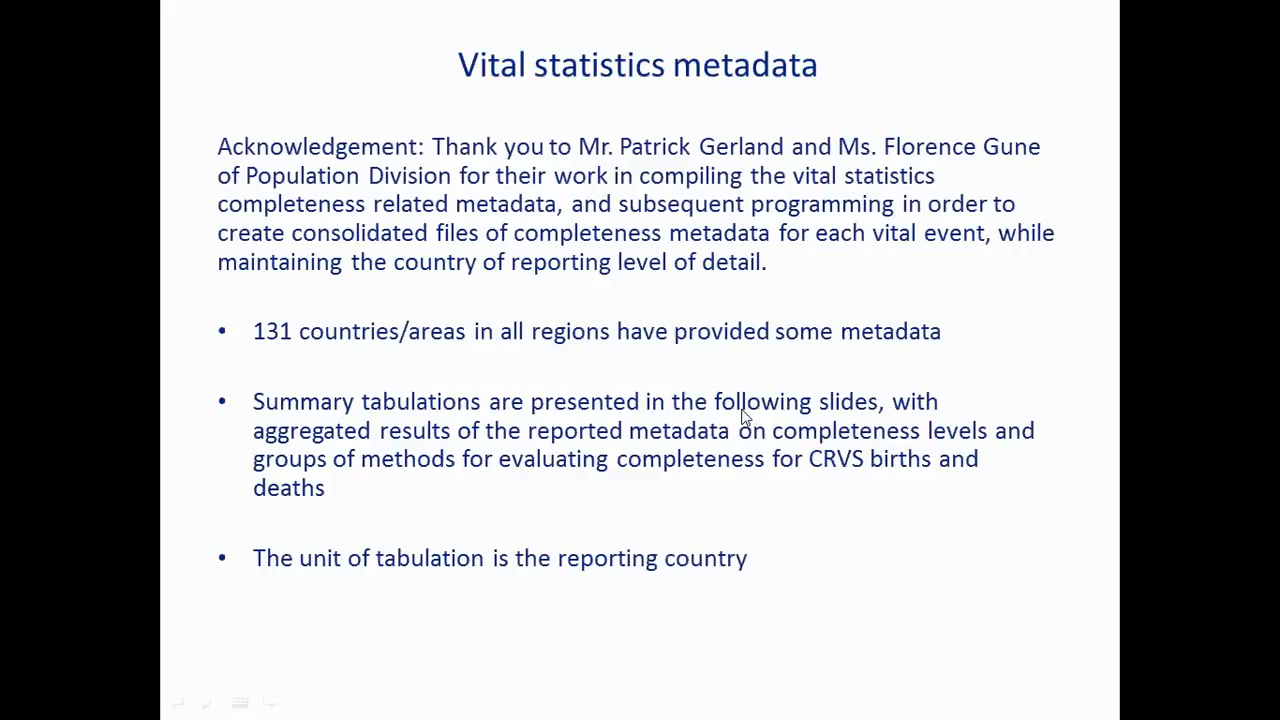 Vital statistics metadata
Acknowledgement: Thank you to Mr. Patrick Gerland and Ms. Florence Gune
of Population Division for their work in compiling the vital statistics
completeness related metadata, and subsequent programming in order to
create consolidated files of completeness metadata for each vital event, while
maintaining the country of reporting level of detail.
• 131 countries/areas in all regions have provided some metadata
• Summary tabulations are presented in the following slides, with
aggregated results of the reported metadata on completeness levels and
groups of methods for evaluating completeness for CRVS births and
deaths
• The unit of tabulation is the reporting country